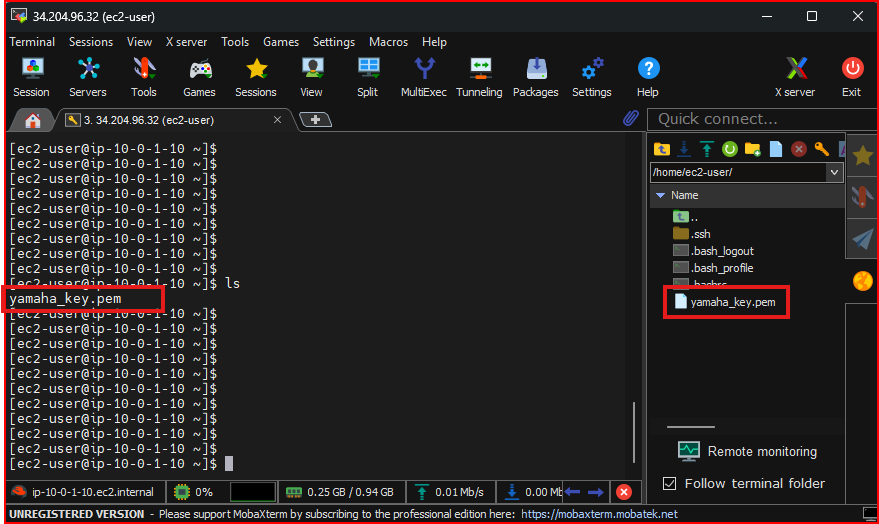 34.204.96.32 (ec2-user)
Terminal Sessions View X server Tools Games Settings Macros Help
Session Servers Tools Games Sessions View Split MultiExec Tunneling Packages Settings Help X server Exit
3. 34.204.96.32 (ec2-user)
Quick connect...
[ec2-user@ip-10-0-1-10 ~]$
[ec2-user@ip-10-0-1-10 ~]$
[ec2-user@ip-10-0-1-10 ~]$
[ec2-user@ip-10-0-1-10 ~]$
[ec2-user@ip-10-0-1-10 ~]$
[ec2-user@ip-10-0-1-10 ~]$
[ec2-user@ip-10-0-1-10 ~]$
[ec2-user@ip-10-0-1-10 ~]$
[ec2-user@ip-10-0-1-10 ~]$
[ec2-user@ip-10-0-1-10 ~]$ ls
yamaha_key.pem
[ec2-user@ip-10-0-1-10 ~]$
[ec2-user@ip-10-0-1-10 ~]$
[ec2-user@ip-10-0-1-10 ~]$
[ec2-user@ip-10-0-1-10 ~]$
[ec2-user@ip-10-0-1-10 ~]$
[ec2-user@ip-10-0-1-10 ~]$
[ec2-user@ip-10-0-1-10 ~]$
[ec2-user@ip-10-0-1-10 ~]$
[ec2-user@ip-10-0-1-10 ~]$
[ec2-user@ip-10-0-1-10 ~]$
[ec2-user@ip-10-0-1-10 ~]$
/home/ec2-user/
Name
..
.ssh
.bash_logout
.bash_profile
.bashrc
yamaha_key.pem
Remote monitoring
Follow terminal folder
ip-10-0-1-10.ec2.internal 0% 0.25 GB / 0.94 GB 0.01 Mb/s 0.00 Mb
UNREGISTERED VERSION - Please support MobaXterm by subscribing to the professional edition here: https://mobaxterm.mobatek.net